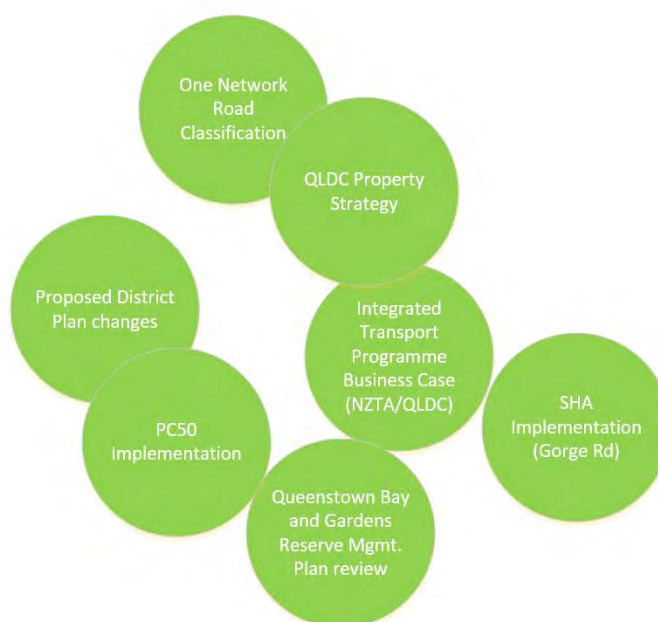 One Network
Road
Classification
QLDC Property
Strategy
Proposed District
Plan changes
Integrated
Transport
Programme
Business Case
(NZTA/QLDC)
SHA
Implementation
(Gorge Rd)
PC50
Implementation
Queenstown Bay
and Gardens
Reserve Mgmt.
Plan review